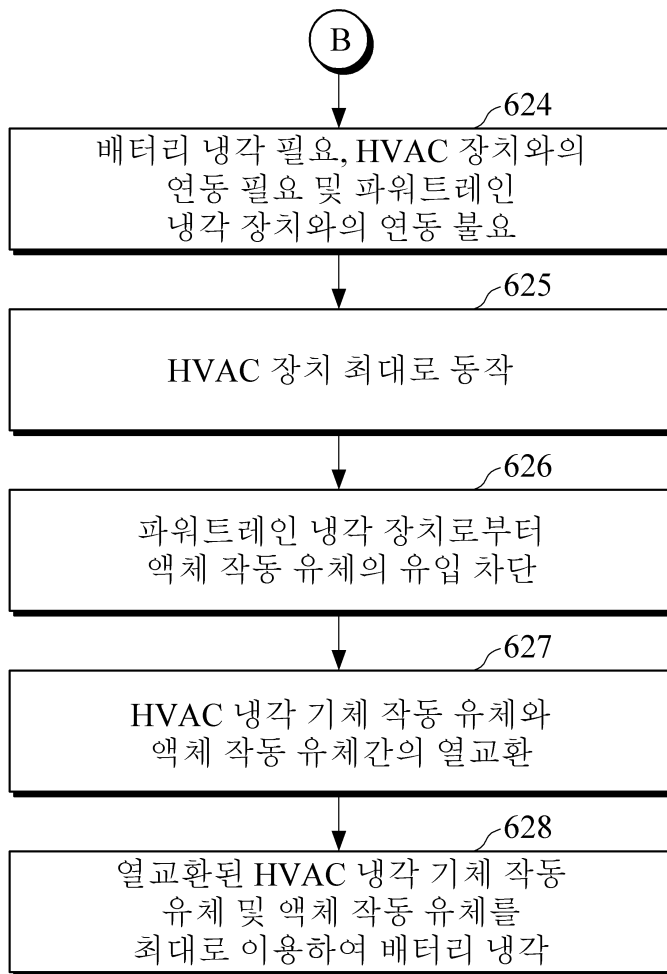 B
624
배터리 냉각 필요, HVAC 장치와의
연동 필요 및 파워트레인
냉각 장치와의 연동 불요
625
HVAC 장치 최대로 동작
626
파워트레인 냉각 장치로부터
액체 작동 유체의 유입 차단
627
HVAC 냉각 기체 작동 유체와
액체 작동 유체간의 열교환
628
열교환된 HVAC 냉각 기체 작동
유체 및 액체 작동 유체를
최대로 이용하여 배터리 냉각